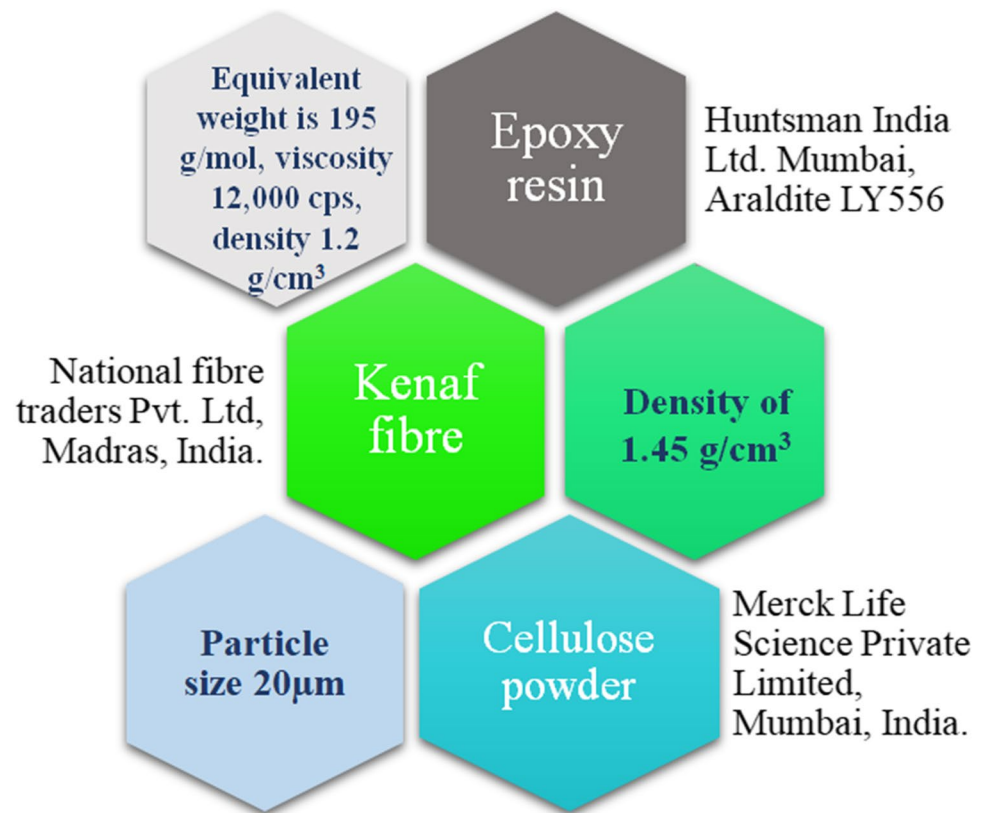 Equivalent
weight is 195
g/mol, viscosity
12,000 cps,
density 1.2
g/cm³
Epoxy
resin
Huntsman India
Ltd. Mumbai,
Araldite LY556
National fibre
traders Pvt. Ltd,
Madras, India.
Kenaf
fibre
Density of
1.45 g/cm³
Particle
size 20µm
Cellulose
powder
Merck Life
Science Private
Limited,
Mumbai, India.